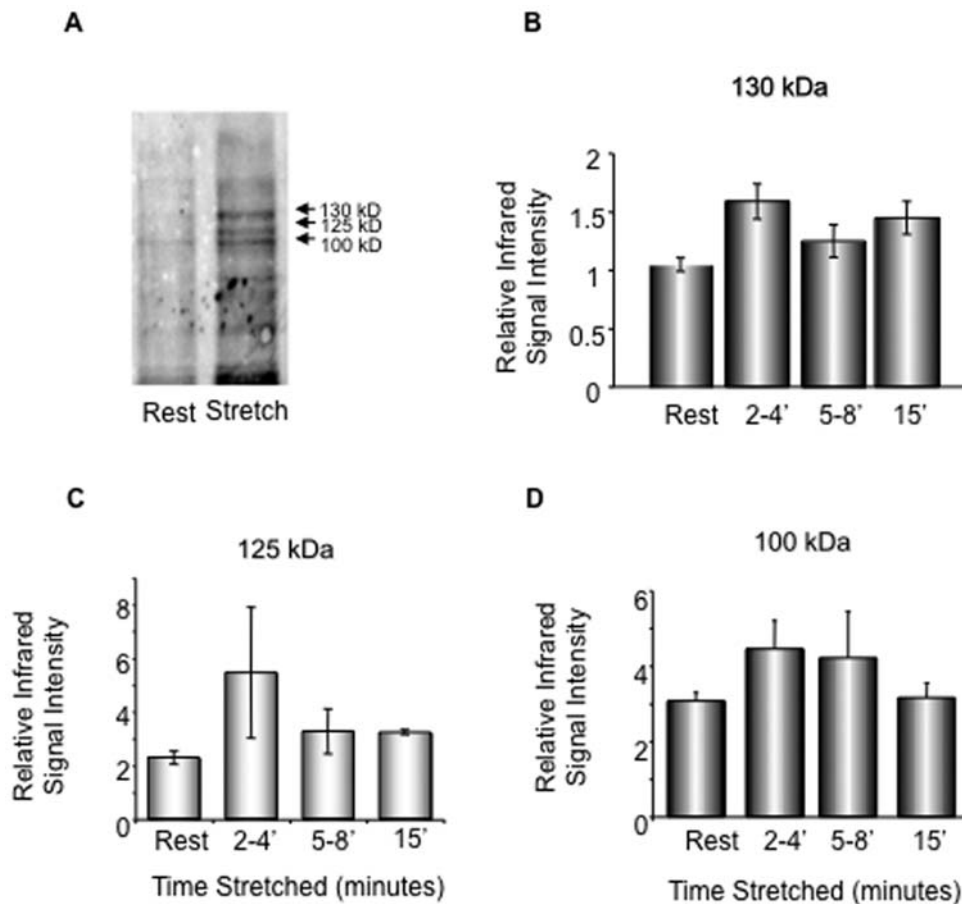 A
130 kD
125 kD
100 kD
Rest Stretch
B
130 kDa
Relative Infrared
Signal Intensity
2
1.5
1
0.5
0
Rest 2-4' 5-8' 15'
C
125 kDa
Relative Infrared
Signal Intensity
8
6
4
2
0
Rest 2-4' 5-8' 15'
Time Stretched (minutes)
D
100 kDa
Relative Infrared
Signal Intensity
6
4
2
0
Rest 2-4' 5-8' 15'
Time Stretched (minutes)